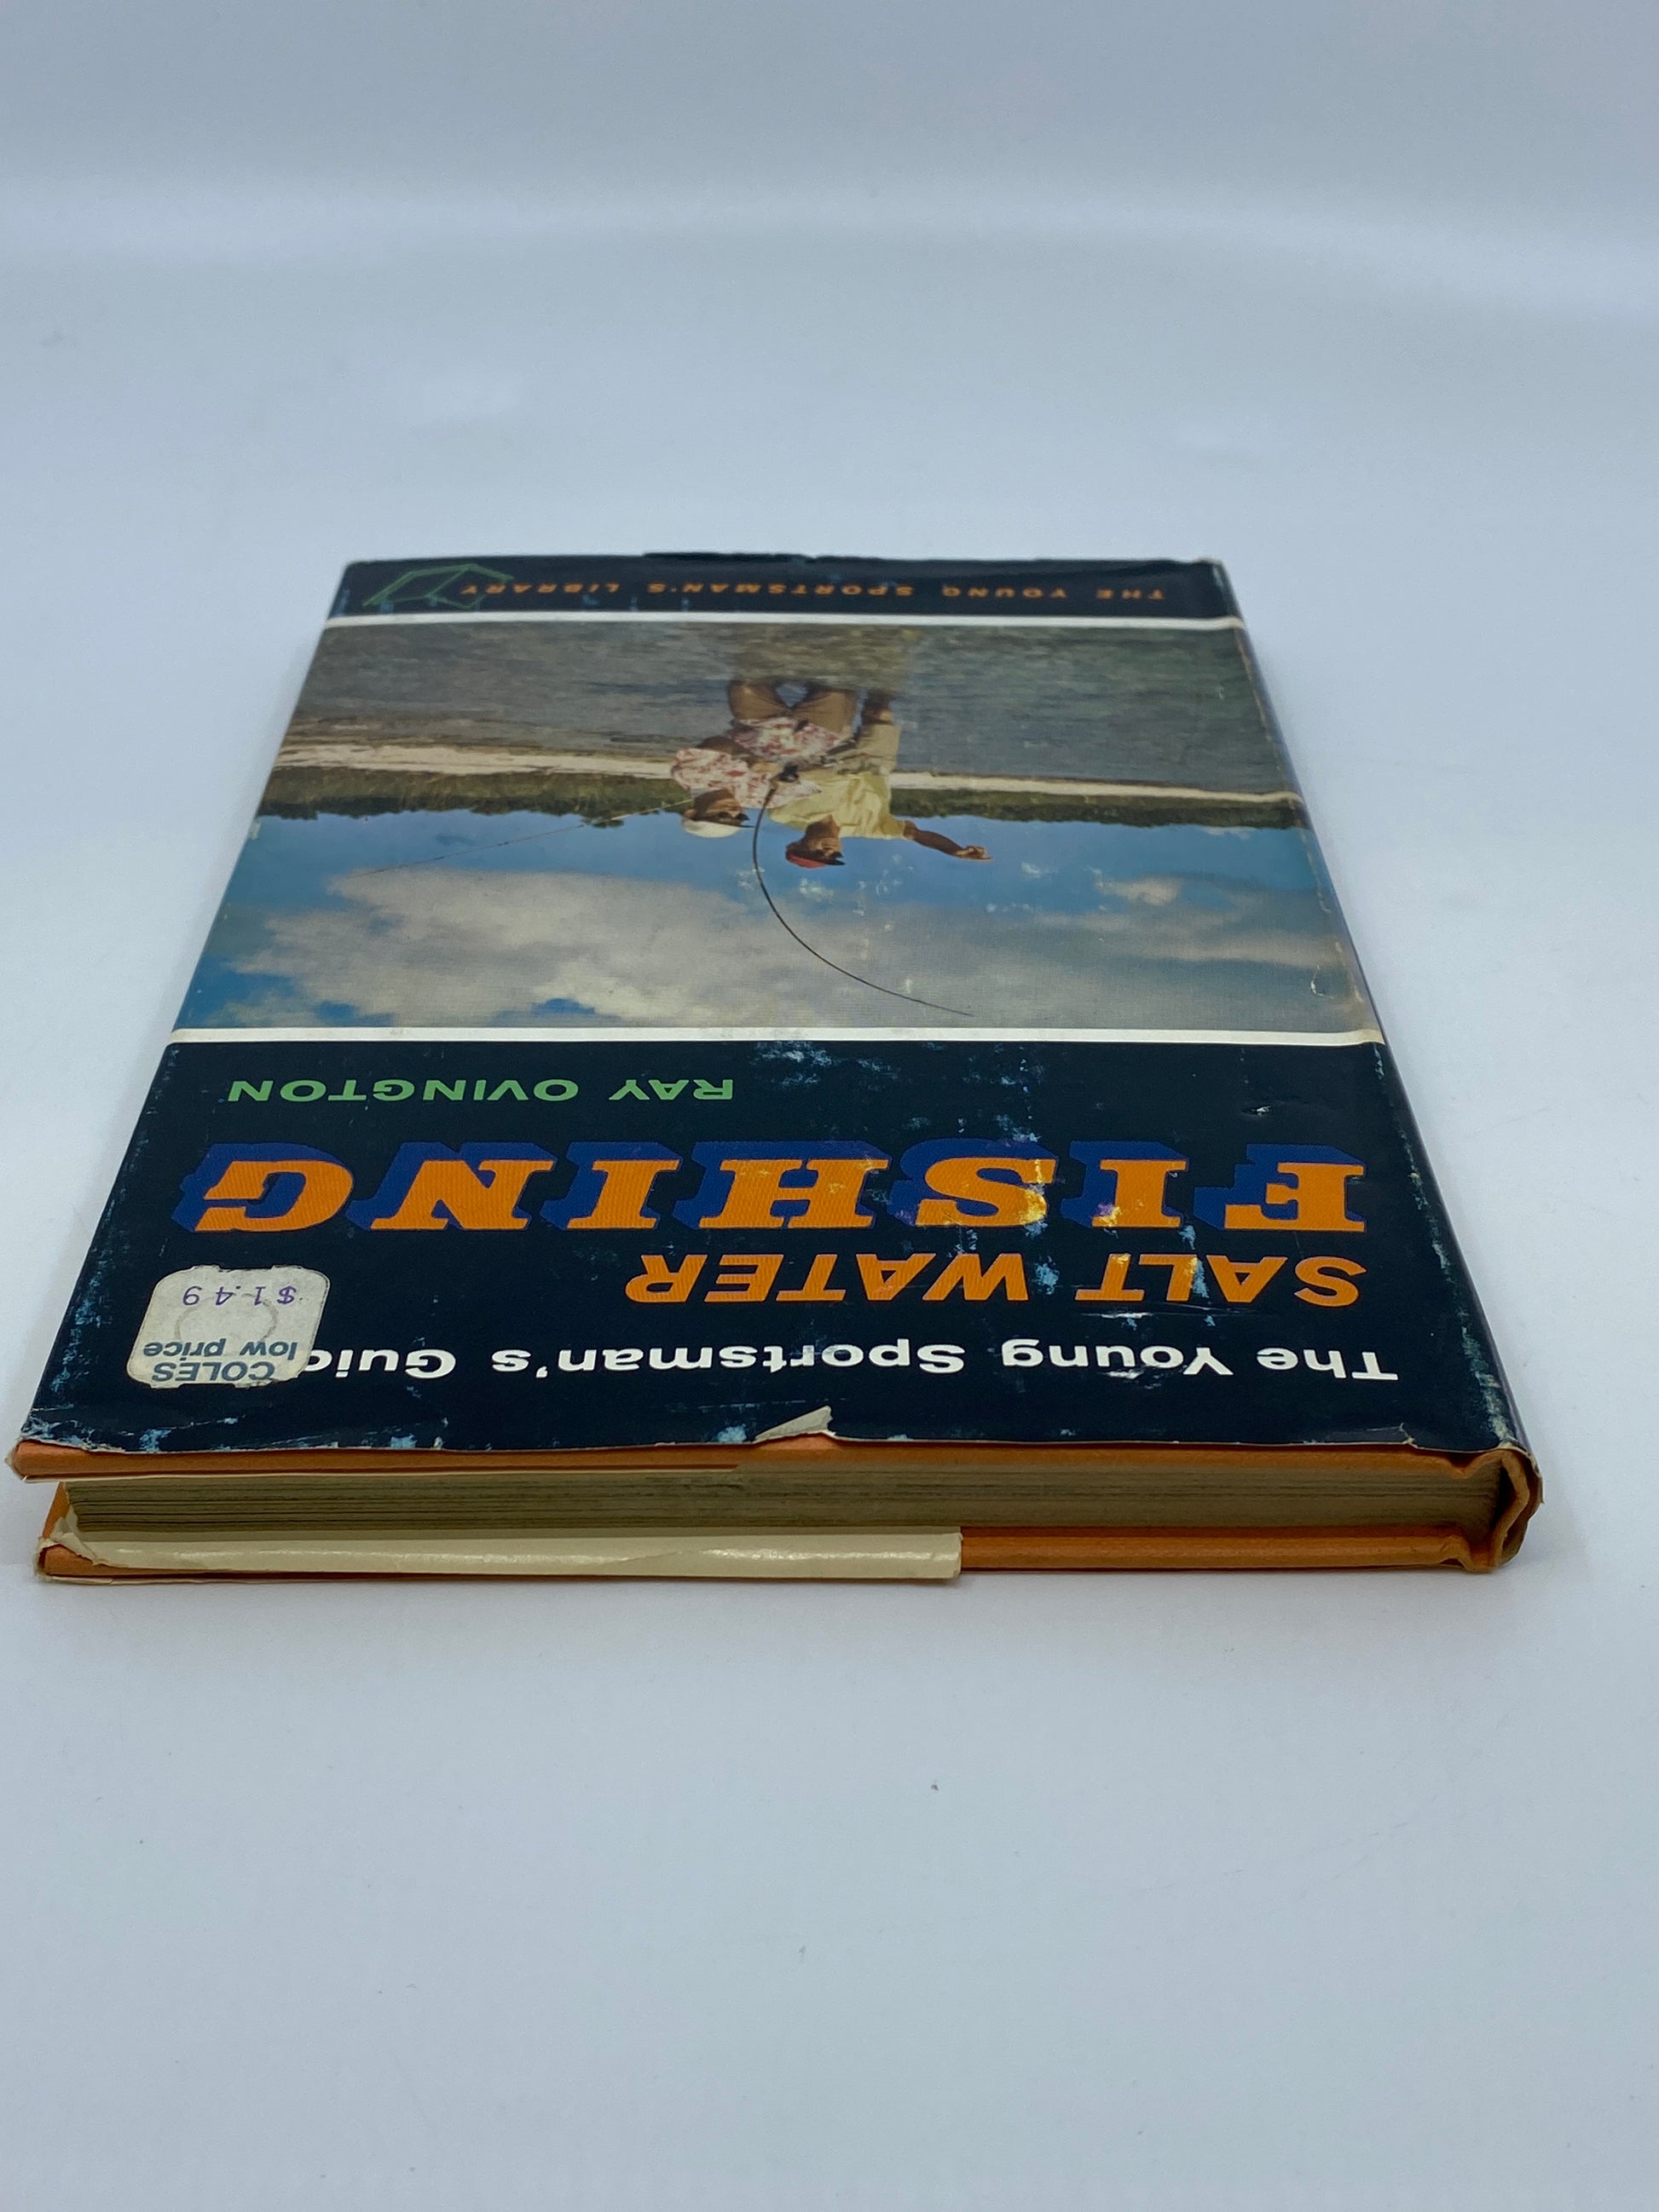 The Young Sportsman's Guid
COLES
low price
$1.49
SALT WATER
FISHING
RAY OVINGTON
THE YOUNG SPORTSMAN'S LIBRARY